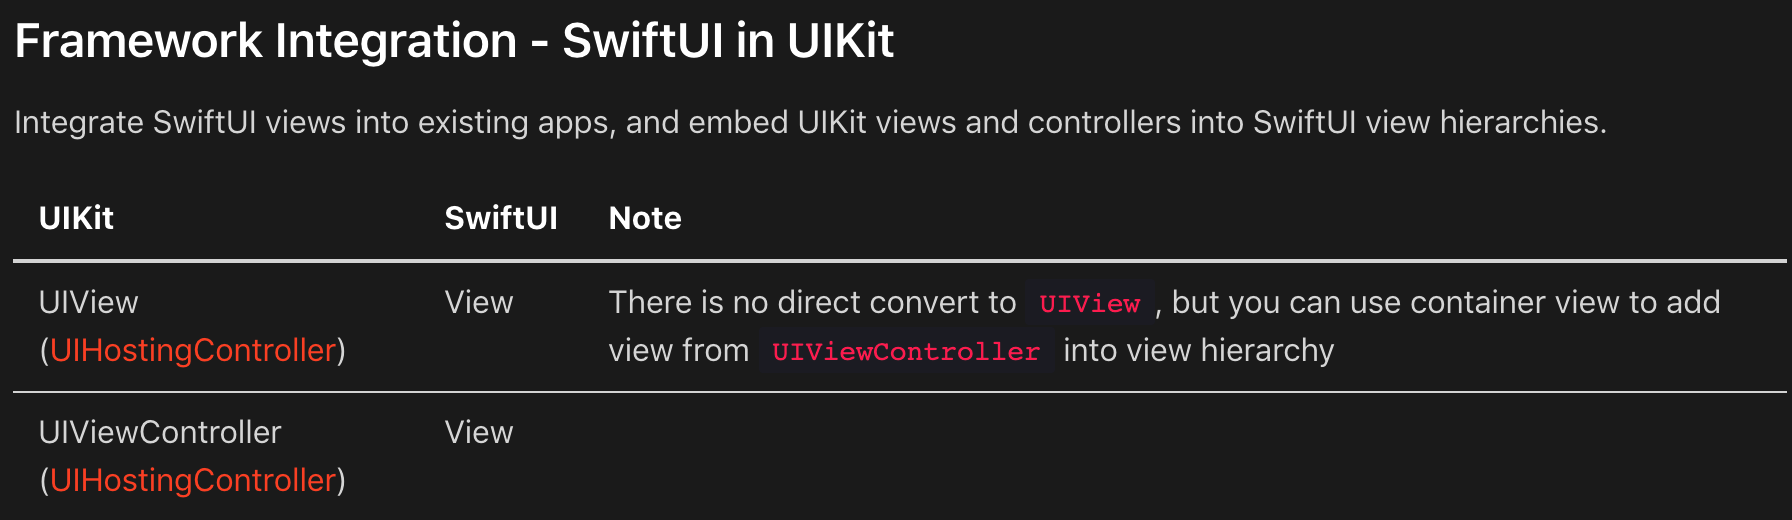 Framework Integration - SwiftUI in UIKit
Integrate SwiftUI views into existing apps, and embed UIKit views and controllers into SwiftUI view hierarchies.
UIKit SwiftUI Note
UIView View There is no direct convert to UIView, but you can use container view to add
(UIHostingController) view from UIViewController into view hierarchy
UIViewController View
(UIHostingController)